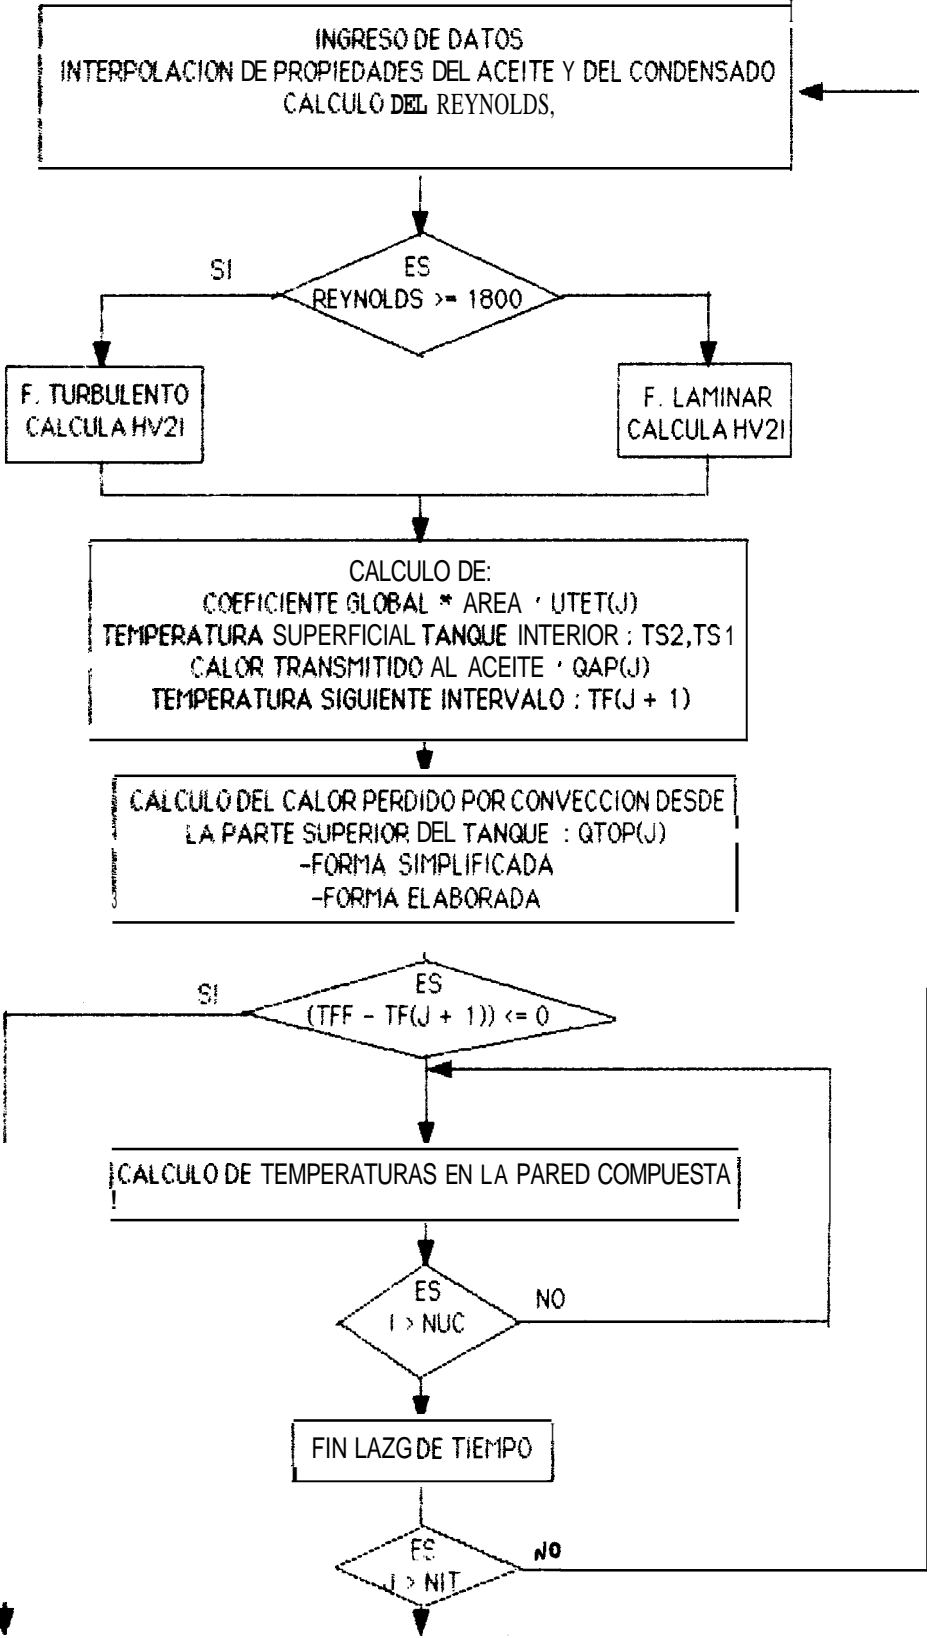 INGRESO DE DATOS
INTERPOLACION DE PROPIEDADES DEL ACEITE Y DEL CONDENSADO
CALCULO DEL REYNOLDS,
SI
ES
REYNOLDS >= 1800
F. TURBULENTO
CALCULA HV2I
F. LAMINAR
CALCULA HV2I
CALCULO DE:
COEFICIENTE GLOBAL * AREA ' UTET(J)
TEMPERATURA SUPERFICIAL TANQUE INTERIOR : TS2,TS1
CALOR TRANSMITIDO AL ACEITE ' QAP(J)
TEMPERATURA SIGUIENTE INTERVALO : TF(J + 1)
CALCULO DEL CALOR PERDIDO POR CONVECCION DESDE
LA PARTE SUPERIOR DEL TANQUE : QTOP(J)
-FORMA SIMPLIFICADA
-FORMA ELABORADA
SI
ES
(TFF - TF(J + 1)) <= 0
CALCULO DE TEMPERATURAS EN LA PARED COMPUESTA
ES
I > NUC
NO
FIN LAZG DE TIEMPO
ES
J > NIT
NO